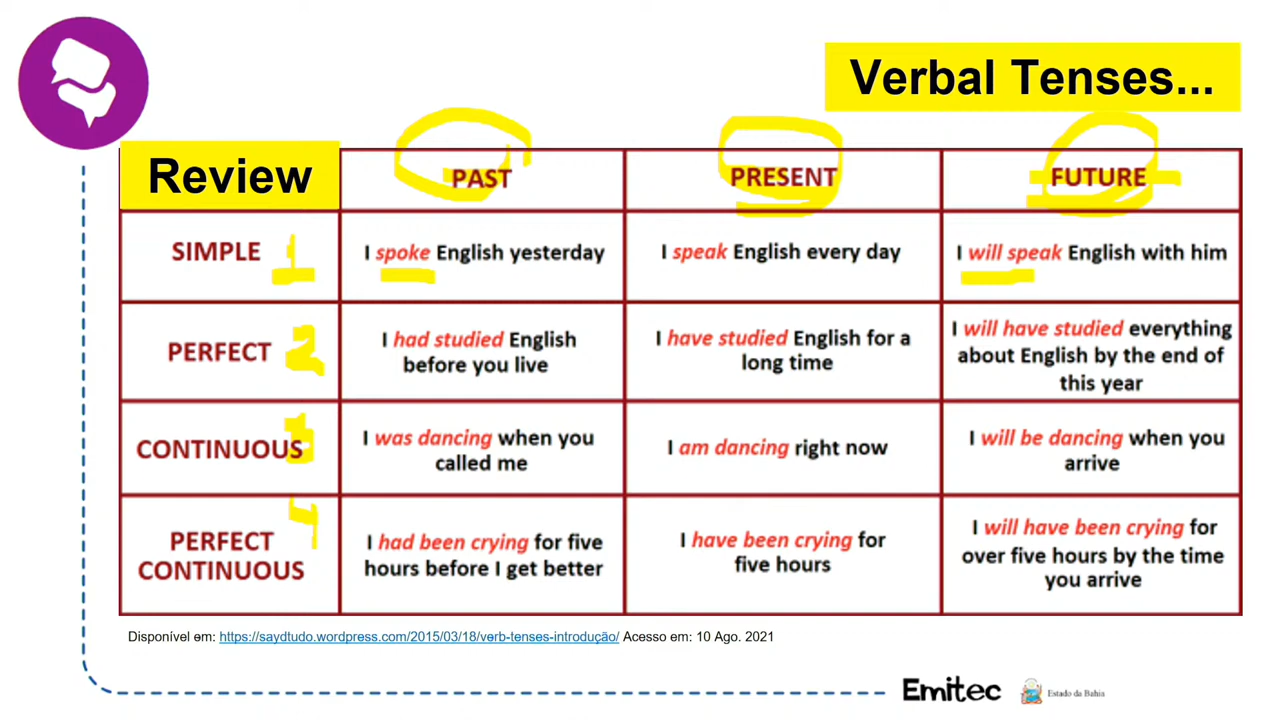 Verbal Tenses...
Review
PAST
PRESENT
FUTURE
SIMPLE 1
I spoke English yesterday
I speak English every day
I will speak English with him
PERFECT 2
I had studied English
before you live
I have studied English for a
long time
I will have studied everything
about English by the end of
this year
CONTINUOUS 3
I was dancing when you
called me
I am dancing right now
I will be dancing when you
arrive
PERFECT 4
CONTINUOUS
I had been crying for five
hours before I get better
I have been crying for
five hours
I will have been crying for
over five hours by the time
you arrive
Disponível em: https://saydtudo.wordpress.com/2015/03/18/verb-tenses-introdução/ Acesso em: 10 Ago. 2021
Emitec
Estado da Bahia